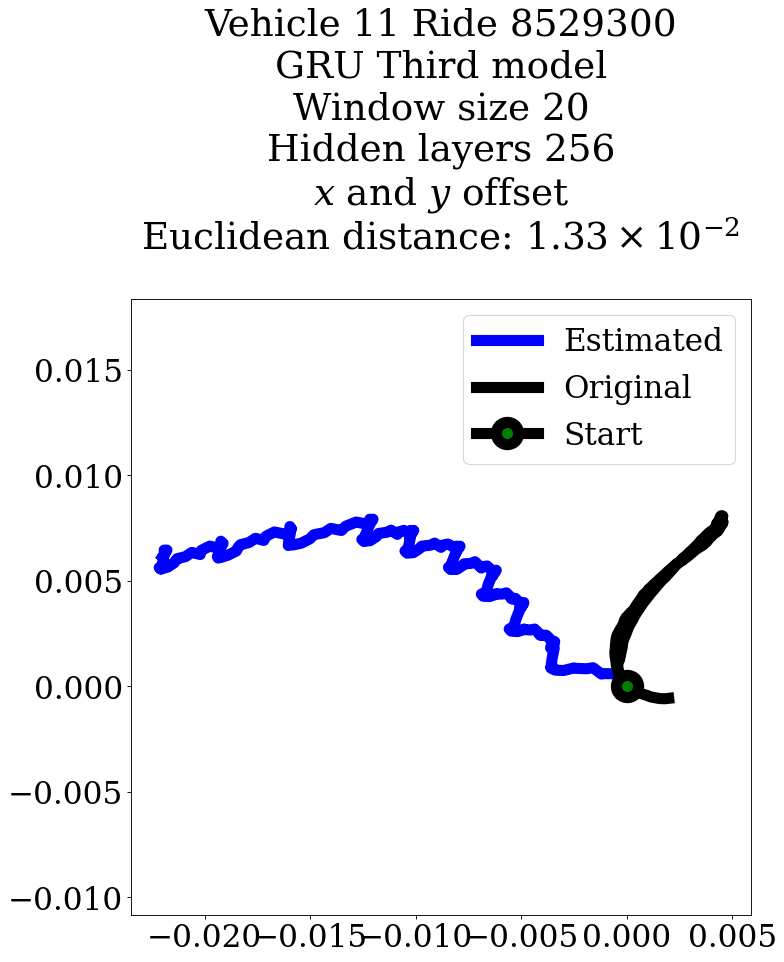 Vehicle 11 Ride 8529300
GRU Third model
Window size 20
Hidden layers 256
x and y offset
Euclidean distance: 1.33 × 10⁻²
Estimated
Original
Start
0.015
0.010
0.005
0.000
−0.005
−0.010
−0.020 −0.015 −0.010 −0.005 0.000 0.005